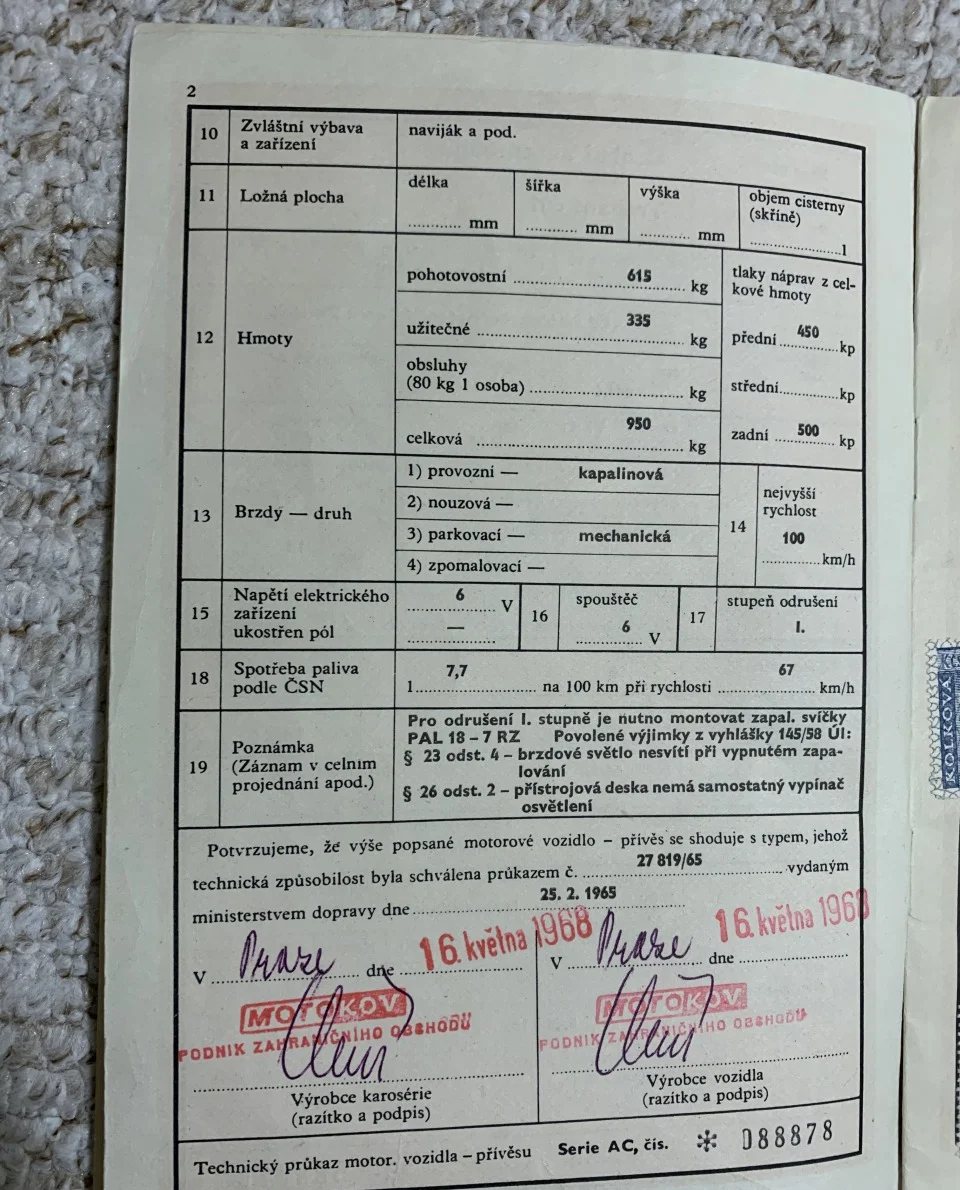 2
10 Zvláštní výbava a zařízení naviják a pod.
11 Ložná plocha délka .......... mm šířka .......... mm výška .......... mm objem cisterny (skříně) .......... l
12 Hmoty
pohotovostní 615 kg
užitečné 335 kg
obsluhy
(80 kg 1 osoba) .......... kg
celková 950 kg
tlaky náprav z cel-
kové hmoty
přední 450 kp
střední .......... kp
zadní 500 kp
13 Brzdy — druh
1) provozní — kapalinová
2) nouzová —
3) parkovací — mechanická
4) zpomalovací —
14 nejvyšší
rychlost
100
.......... km/h
15 Napětí elektrického
zařízení
ukostřen pól
6 V
—
16 spouštěč
6 V
17 stupeň odrušení
I.
18 Spotřeba paliva
podle ČSN
7,7 67
l .......... na 100 km při rychlosti .......... km/h
19 Poznámka
(Záznam v celním
projednání apod.)
Pro odrušení I. stupně je nutno montovat zapal. svíčky
PAL 18 – 7 RZ Povolené výjimky z vyhlášky 145/58 Úl:
§ 23 odst. 4 – brzdové světlo nesvítí při vypnutém zapa-
lování
§ 26 odst. 2 – přístrojová deska nemá samostatný vypínač
osvětlení
Potvrzujeme, že výše popsané motorové vozidlo – přívěs se shoduje s typem, jehož
technická způsobilost byla schválena průkazem č. 27 819/65 vydaným
ministerstvem dopravy dne 25. 2. 1965
V Praze dne 16. května 1968
MOTOKOV
PODNIK ZAHRANIČNÍHO OBCHODU
Výrobce karosérie
(razítko a podpis)
V Praze dne 16. května 1968
MOTOKOV
PODNIK ZAHRANIČNÍHO OBCHODU
Výrobce vozidla
(razítko a podpis)
Technický průkaz motor. vozidla – přívěsu Serie AC, čís. * 088878
KOLKOVÁ